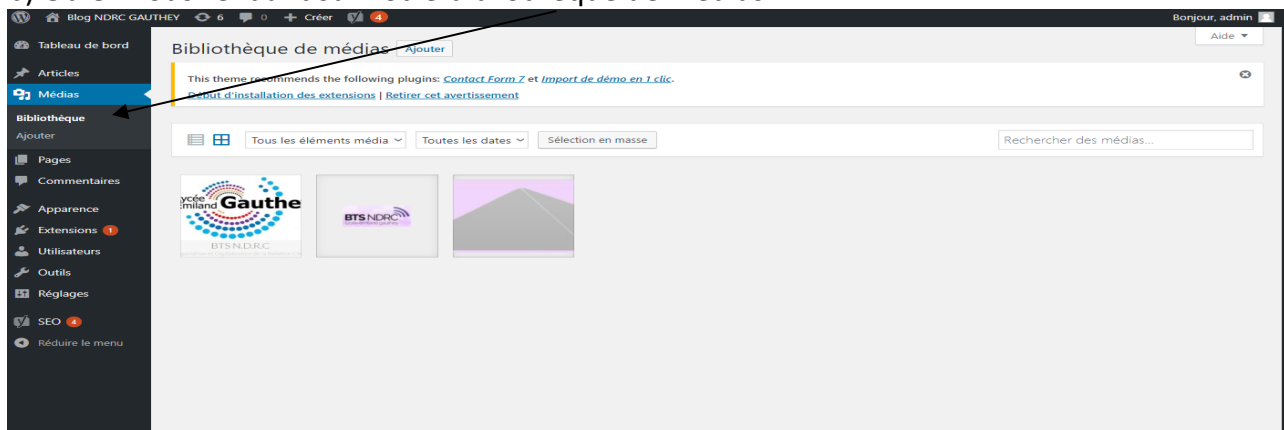 Blog NDRC GAUTHEY 6 0 Créer 4 Bonjour, admin
Aide
Tableau de bord
Articles
Médias
Bibliothèque
Ajouter
Pages
Commentaires
Apparence
Extensions 1
Utilisateurs
Outils
Réglages
SEO 4
Réduire le menu
Bibliothèque de médias Ajouter
This theme recommends the following plugins: Contact Form 7 et Import de démo en 1 clic.
Début d'installation des extensions | Retirer cet avertissement
Tous les éléments média Toutes les dates Sélection en masse Rechercher des médias...
ycée
miland Gauthe
BTS N.D.R.C
BTS NDRC